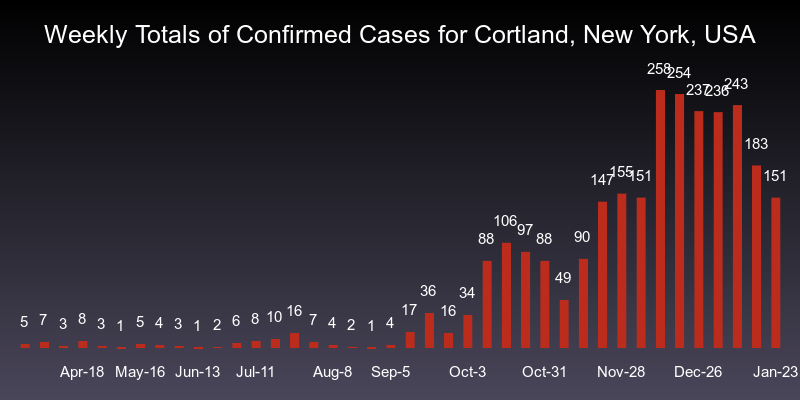 Weekly Totals of Confirmed Cases for Cortland, New York, USA
5 7 3 8 3 1 5 4 3 1 2 6 8 10 16 7 4 2 1 4 17 36 16 34 88 106 97 88 49 90 147 155 151 258 254 237 236 243 183 151
Apr-18 May-16 Jun-13 Jul-11 Aug-8 Sep-5 Oct-3 Oct-31 Nov-28 Dec-26 Jan-23